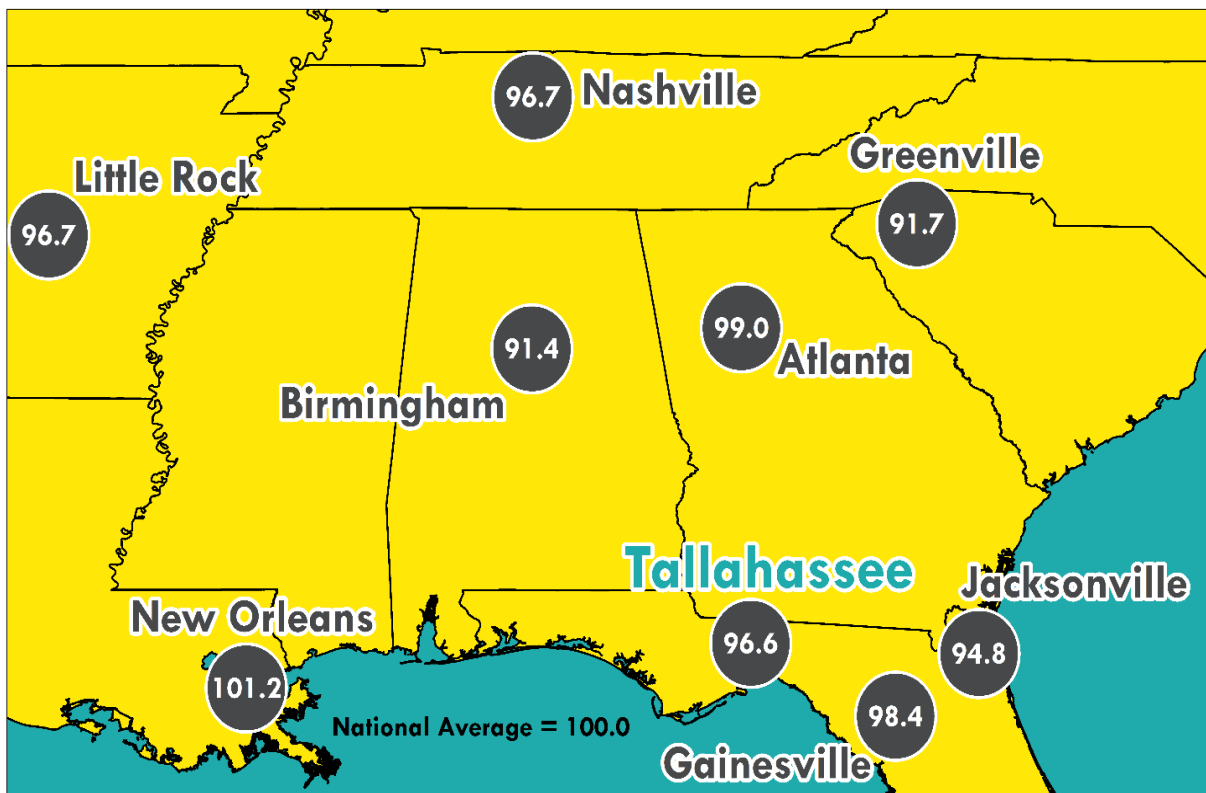 96.7 Nashville
Greenville
Little Rock
91.7
96.7
99.0
91.4
Atlanta
Birmingham
Tallahassee
Jacksonville
New Orleans
96.6
94.8
101.2
98.4
National Average = 100.0
Gainesville